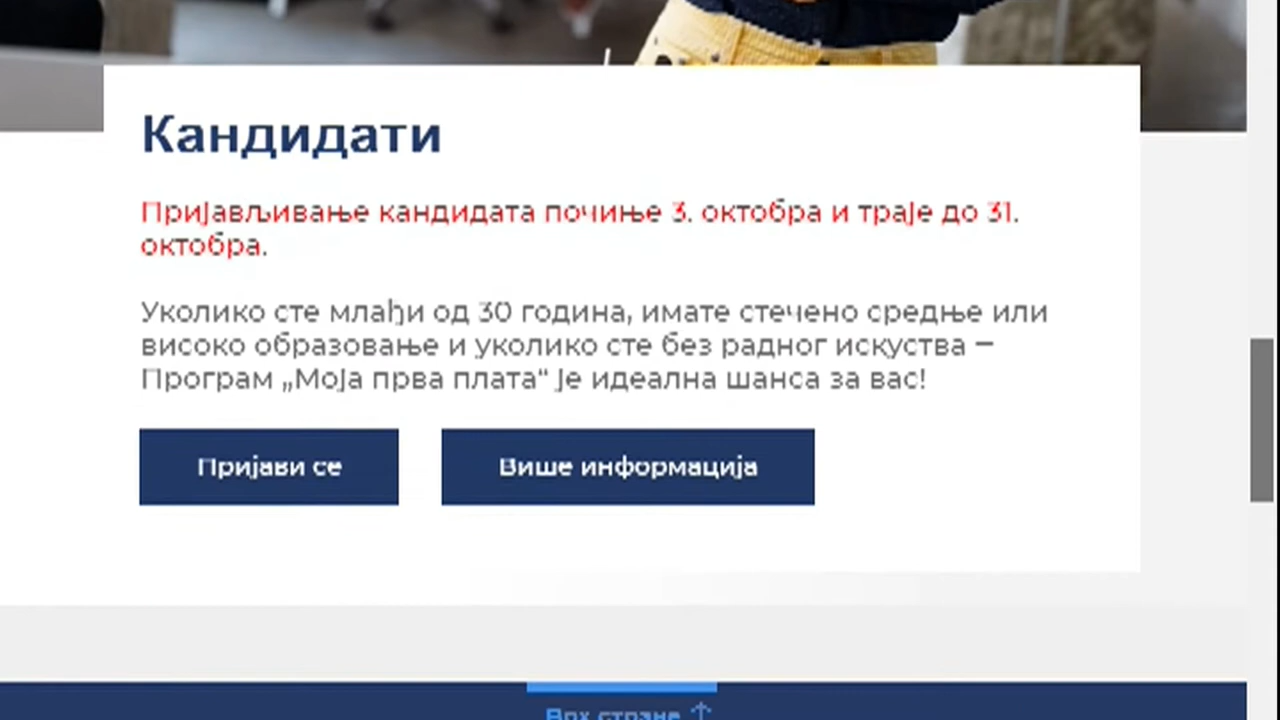 Кандидати
Пријављивање кандидата почиње 3. октобра и траје до 31.
октобра.
Уколико сте млађи од 30 година, имате стечено средње или
високо образовање и уколико сте без радног искуства –
Програм „Моја прва плата“ је идеална шанса за вас!
Пријави се
Више информација
Врх стране ↑